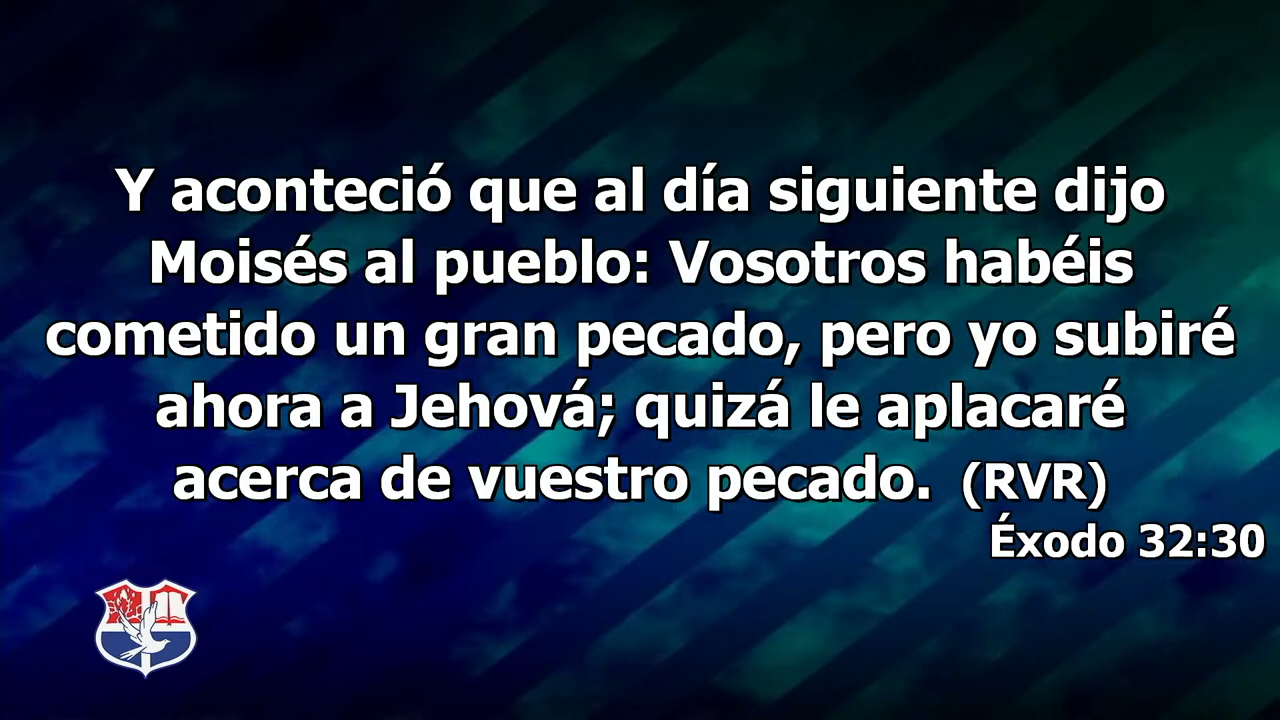 Y aconteció que al día siguiente dijo
Moisés al pueblo: Vosotros habéis
cometido un gran pecado, pero yo subiré
ahora a Jehová; quizá le aplacaré
acerca de vuestro pecado. (RVR)
Éxodo 32:30